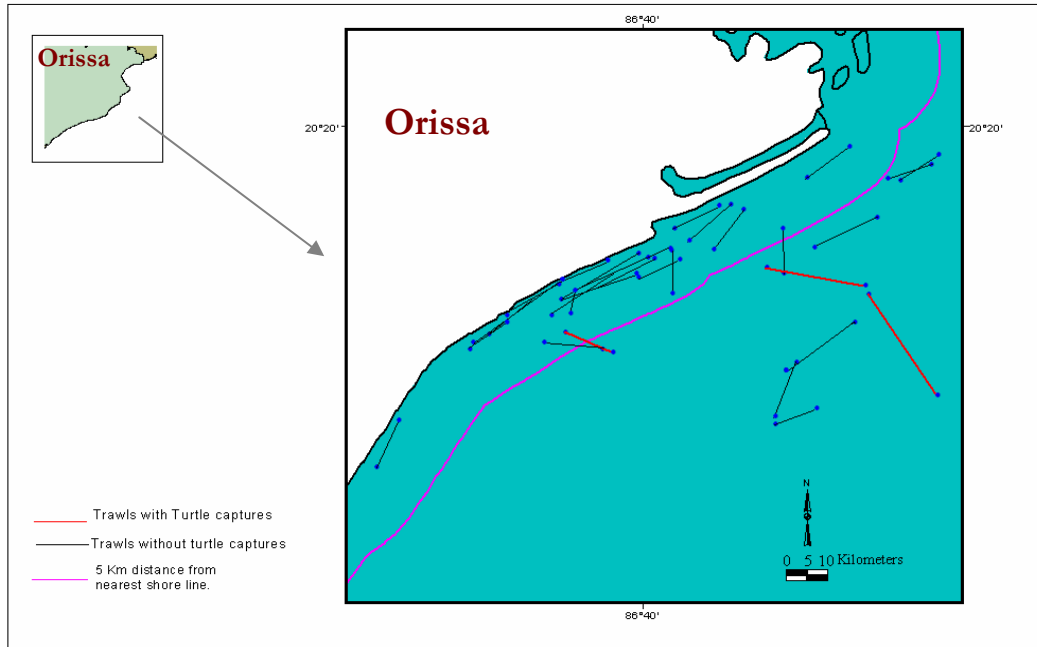 Orissa
86°40'
20°20'
Orissa
20°20'
Trawls with Turtle captures
Trawls without turtle captures
5 Km distance from
nearest shore line.
N
0 5 10 Kilometers
86°40'